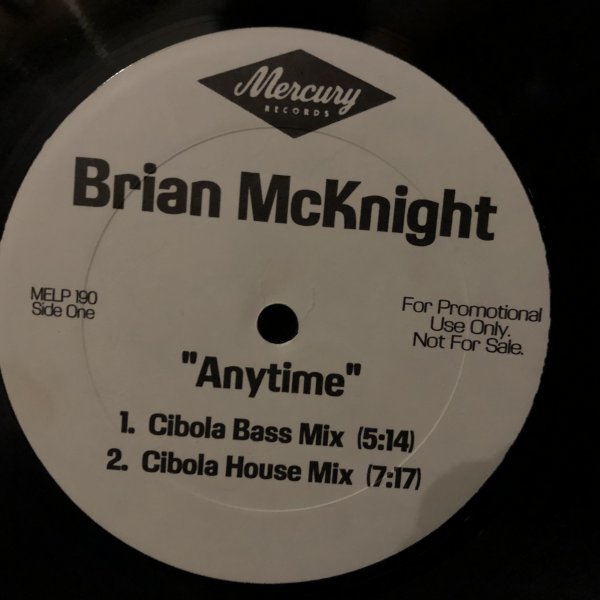 Mercury
RECORDS
Brian McKnight
MELP 190
Side One
For Promotional
Use Only.
Not For Sale.
"Anytime"
1. Cibola Bass Mix (5:14)
2. Cibola House Mix (7:17)